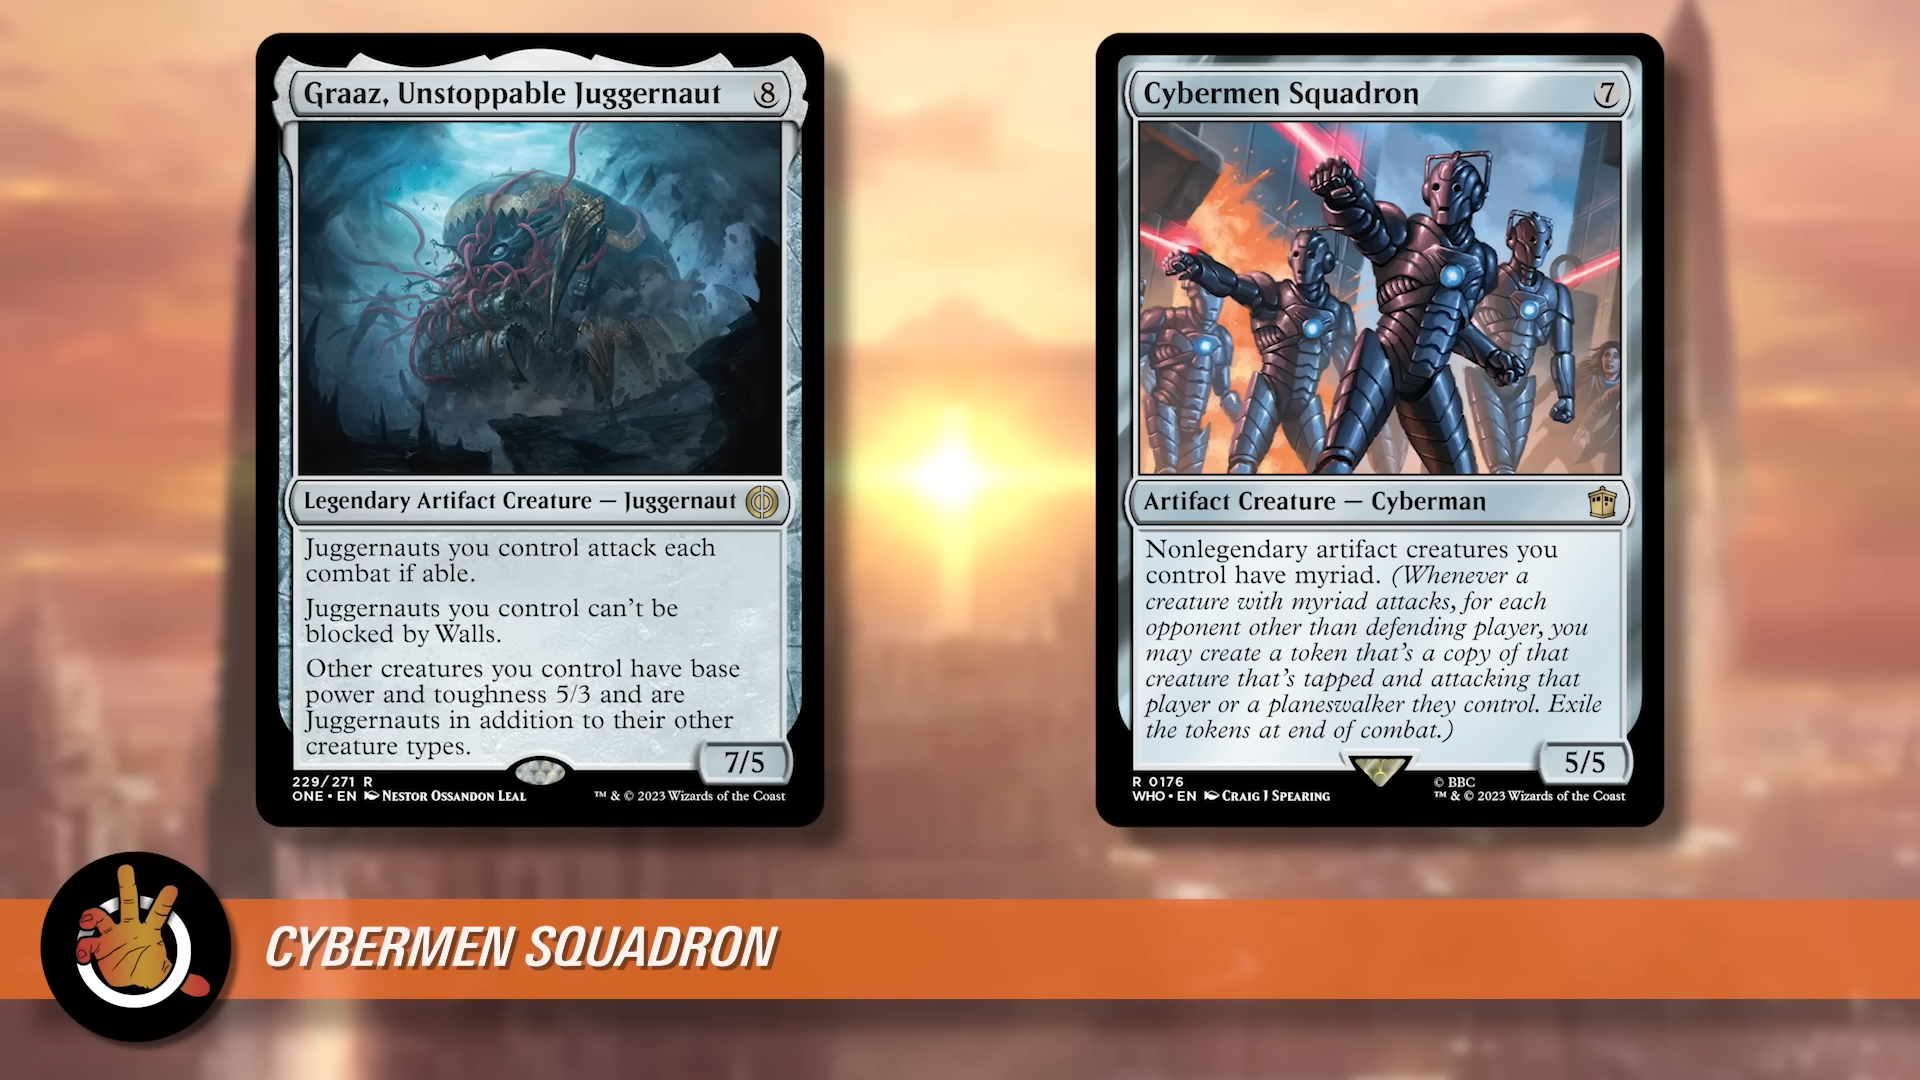 Graaz, Unstoppable Juggernaut 8
Legendary Artifact Creature — Juggernaut
Juggernauts you control attack each
combat if able.
Juggernauts you control can't be
blocked by Walls.
Other creatures you control have base
power and toughness 5/3 and are
Juggernauts in addition to their other
creature types.
7/5
229/271 R
ONE • EN Nestor Ossandon Leal ™ & © 2023 Wizards of the Coast
Cybermen Squadron 7
Artifact Creature — Cyberman
Nonlegendary artifact creatures you
control have myriad. (Whenever a
creature with myriad attacks, for each
opponent other than defending player, you
may create a token that's a copy of that
creature that's tapped and attacking that
player or a planeswalker they control. Exile
the tokens at end of combat.)
5/5
R 0176 © BBC
WHO • EN Craig J Spearing ™ & © 2023 Wizards of the Coast
CYBERMEN SQUADRON